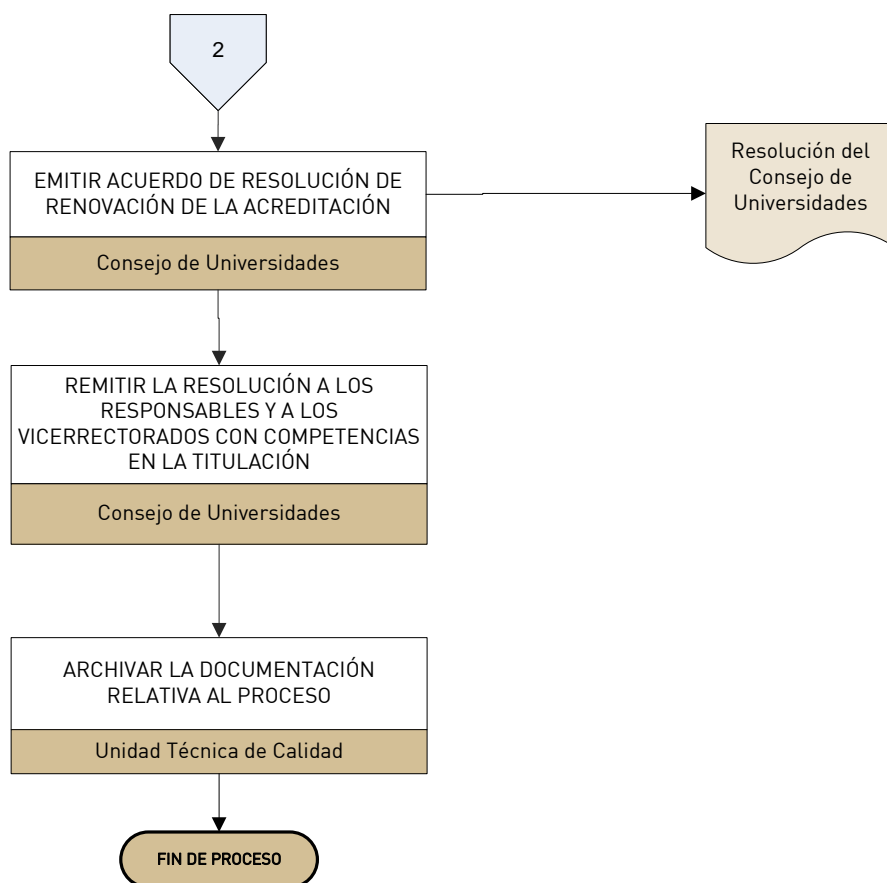 2
EMITIR ACUERDO DE RESOLUCIÓN DE
RENOVACIÓN DE LA ACREDITACIÓN
Consejo de Universidades
Resolución del
Consejo de
Universidades
REMITIR LA RESOLUCIÓN A LOS
RESPONSABLES Y A LOS
VICERRECTORADOS CON COMPETENCIAS
EN LA TITULACIÓN
Consejo de Universidades
ARCHIVAR LA DOCUMENTACIÓN
RELATIVA AL PROCESO
Unidad Técnica de Calidad
FIN DE PROCESO